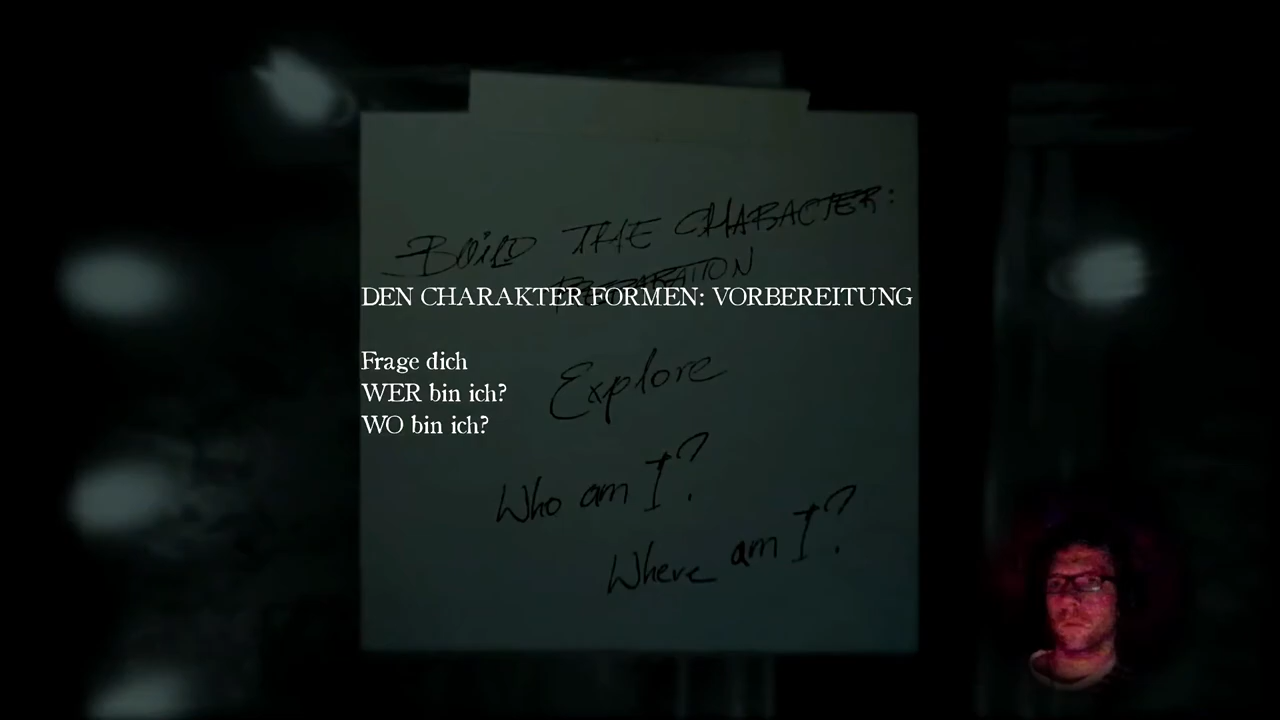 BUILD THE CHARACTER:
PREPARATION
DEN CHARAKTER FORMEN: VORBEREITUNG
Explore
Frage dich
WER bin ich?
WO bin ich?
Who am I?
Where am I?